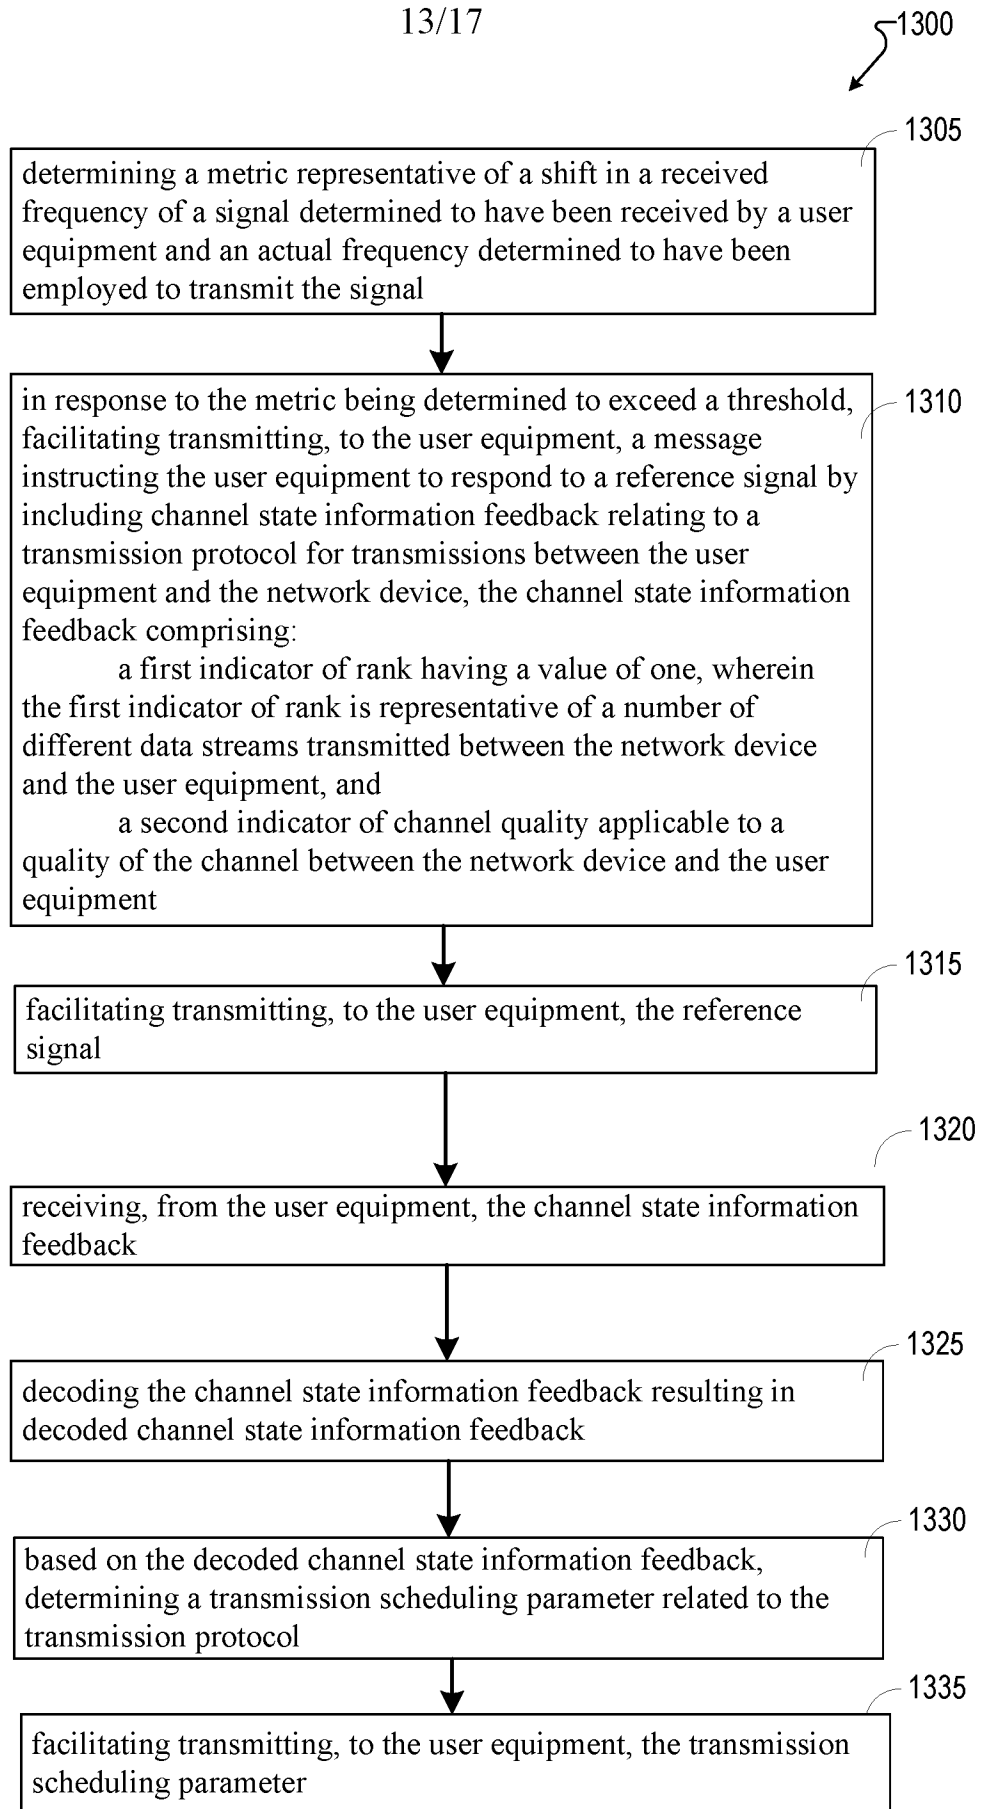 13/17
1300
1305
determining a metric representative of a shift in a received
frequency of a signal determined to have been received by a user
equipment and an actual frequency determined to have been
employed to transmit the signal
1310
in response to the metric being determined to exceed a threshold,
facilitating transmitting, to the user equipment, a message
instructing the user equipment to respond to a reference signal by
including channel state information feedback relating to a
transmission protocol for transmissions between the user
equipment and the network device, the channel state information
feedback comprising:
a first indicator of rank having a value of one, wherein
the first indicator of rank is representative of a number of
different data streams transmitted between the network device
and the user equipment, and
a second indicator of channel quality applicable to a
quality of the channel between the network device and the user
equipment
1315
facilitating transmitting, to the user equipment, the reference
signal
1320
receiving, from the user equipment, the channel state information
feedback
1325
decoding the channel state information feedback resulting in
decoded channel state information feedback
1330
based on the decoded channel state information feedback,
determining a transmission scheduling parameter related to the
transmission protocol
1335
facilitating transmitting, to the user equipment, the transmission
scheduling parameter